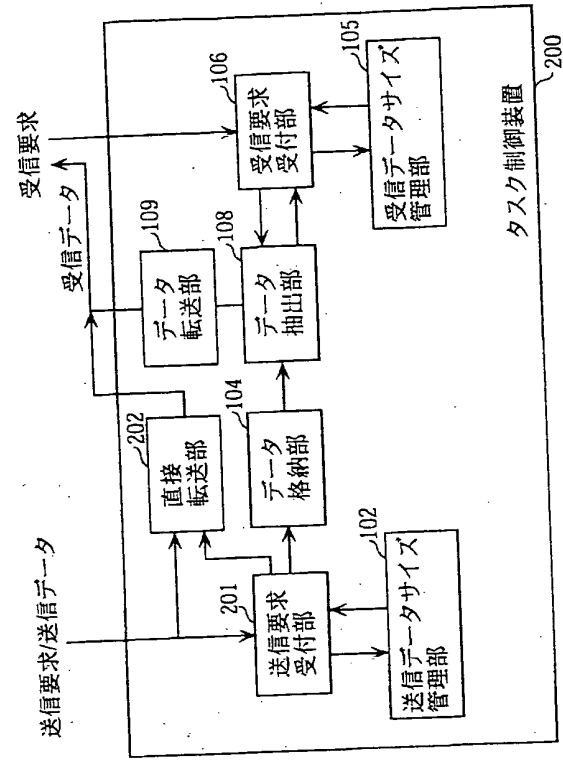 送信要求/送信データ
受信データ
受信要求
202
直接
転送部
109
データ
転送部
201
送信要求
受付部
104
データ
格納部
108
データ
抽出部
106
受信要求
受付部
102
送信データサイズ
管理部
105
受信データサイズ
管理部
タスク制御装置
200